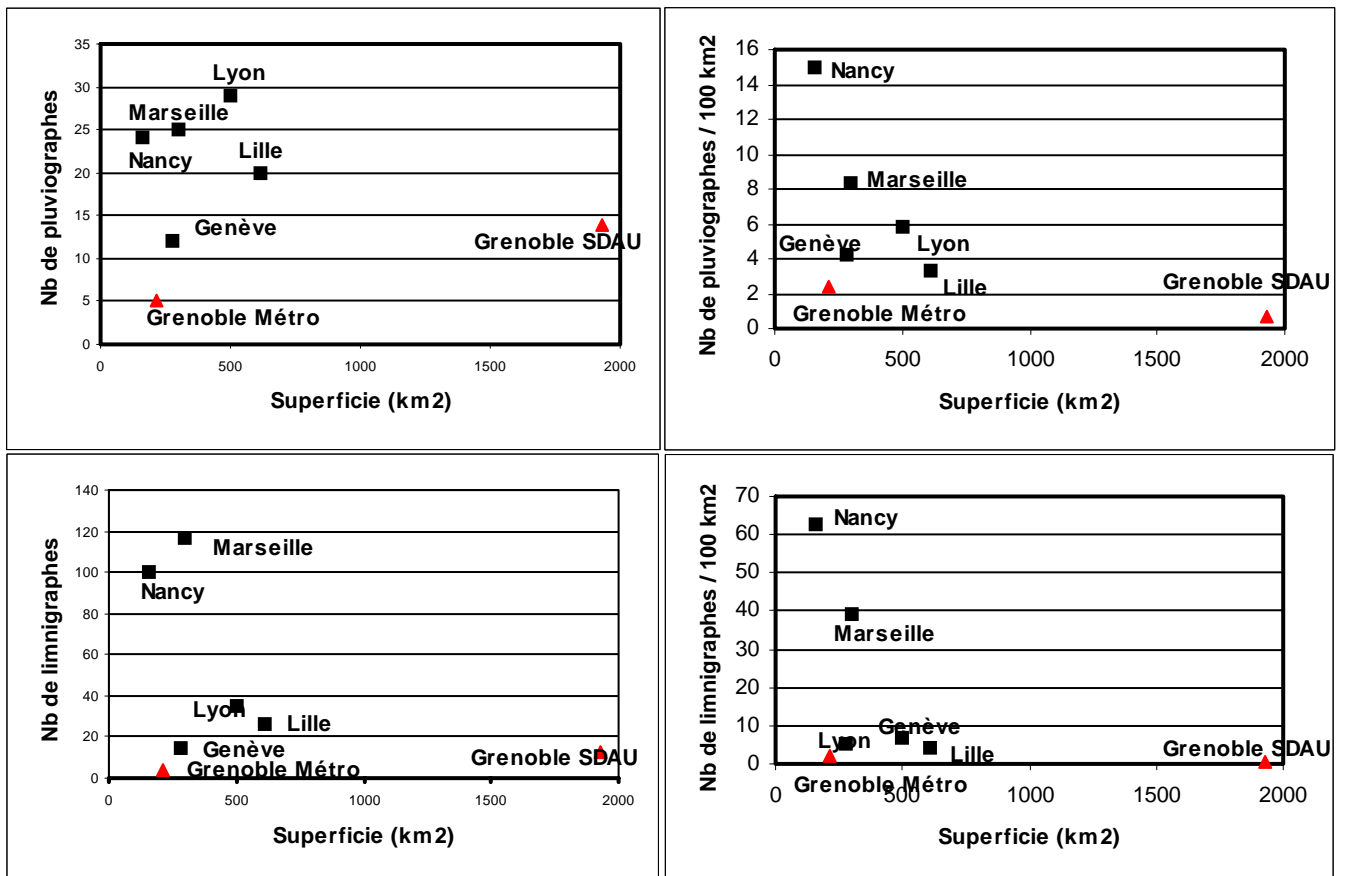 Nb de pluviographes
35
30
25
20
15
10
5
0
Lyon
Marseille
Nancy
Lille
Genève
Grenoble SDAU
Grenoble Métro
0 500 1000 1500 2000
Superficie (km2)
Nb de pluviographes / 100 km2
16
14
12
10
8
6
4
2
0
Nancy
Marseille
Genève
Lyon
Lille
Grenoble SDAU
Grenoble Métro
0 500 1000 1500 2000
Superficie (km2)
Nb de limnigraphes
140
120
100
80
60
40
20
0
Marseille
Nancy
Lyon
Lille
Genève
Grenoble SDAU
Grenoble Métro
0 500 1000 1500 2000
Superficie (km2)
Nb de limnigraphes / 100 km2
70
60
50
40
30
20
10
0
Nancy
Marseille
Genève
Lyon
Lille
Grenoble SDAU
Grenoble Métro
0 500 1000 1500 2000
Superficie (km2)